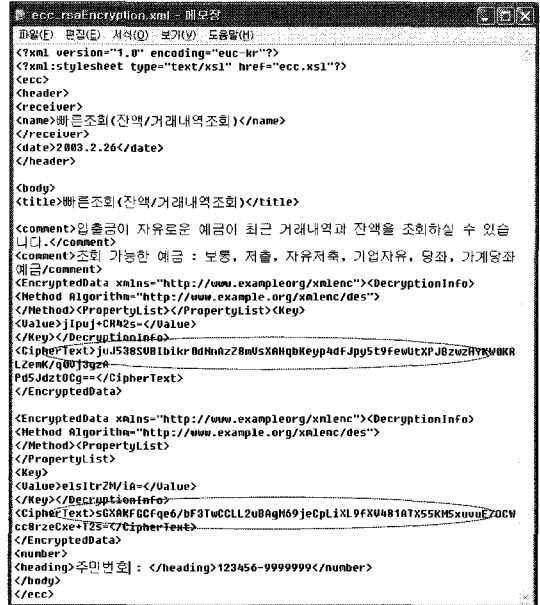 ecc_rsaEncryption.xml - 메모장
파일(F) 편집(E) 서식(O) 보기(V) 도움말(H)
<?xml version="1.0" encoding="euc-kr"?>
<?xml:stylesheet type="text/xsl" href="ecc.xsl"?>
<ecc>
<header>
<receiver>
<name>빠른조회(잔액/거래내역조회)</name>
</receiver>
<date>2003.2.26</date>
</header>
<body>
<title>빠른조회(잔액/거래내역조회)</title>
<comment>입출금이 자유로운 예금이 최근 거래내역과 잔액을 조회하실 수 있습
니다.</comment>
<comment>조회 가능한 예금 : 보통, 저출, 자유저축, 기업자유, 당좌, 가계당좌
예금/comment>
<EncryptedData xmlns="http://www.exampleorg/xmlenc"><DecryptionInfo>
<Method Algorithm="http://www.example.org/xmlenc/des">
</Method><PropertyList></PropertyList><Key>
<Value>jIpuj+CR42s=</Value>
</Key></DecryptionInfo>
Pd5JdztOCg==</CipherText>
</EncryptedData>
<EncryptedData xmlns="http://www.exampleorg/xmlenc"><DecryptionInfo>
<Method Algorithm="http://www.example.org/xmlenc/des">
</Method><PropertyList>
</PropertyList>
<Key>
<Value>elsItrZM/iA=</Value>
</Key></DecryptionInfo>
cc8rzeCxe+T2s=</CipherText>
</EncryptedData>
<number>
<heading>주민번호 : </heading>123456-9999999</number>
</body>
</ecc>